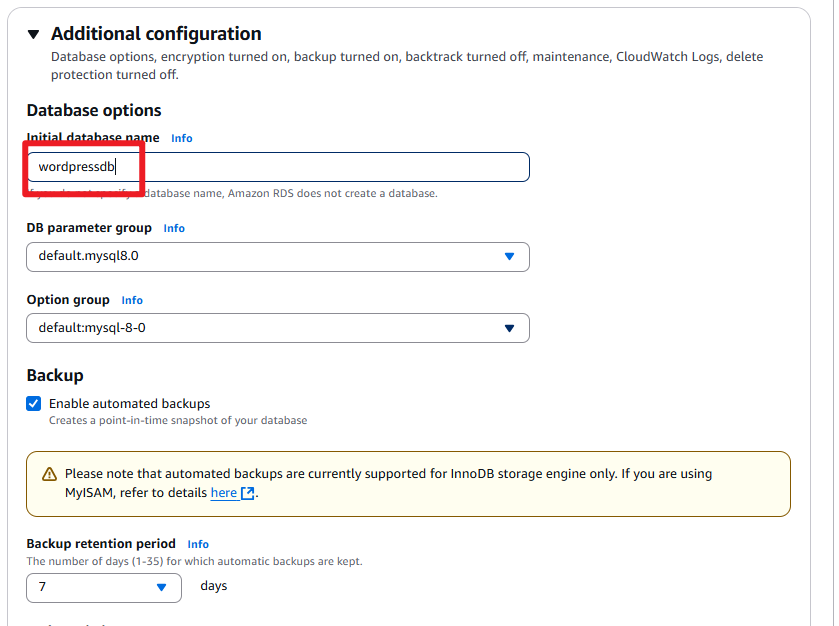 Additional configuration
Database options, encryption turned on, backup turned on, backtrack turned off, maintenance, CloudWatch Logs, delete
protection turned off.
Database options
Initial database name Info
wordpressdb
If you do not specify a database name, Amazon RDS does not create a database.
DB parameter group Info
default.mysql8.0
Option group Info
default:mysql-8-0
Backup
Enable automated backups
Creates a point-in-time snapshot of your database
Please note that automated backups are currently supported for InnoDB storage engine only. If you are using
MyISAM, refer to details here.
Backup retention period Info
The number of days (1-35) for which automatic backups are kept.
7 days